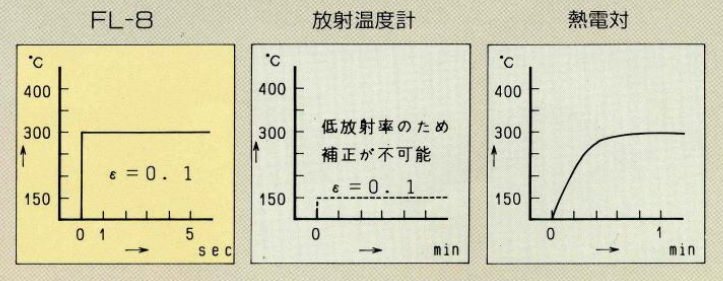 FL-8
°C
400
300
150
ε=0.1
0 1 5
sec
放射温度計
°C
400
300
150
低放射率のため
補正が不可能
ε=0.1
0
min
熱電対
°C
400
300
150
0 1
min